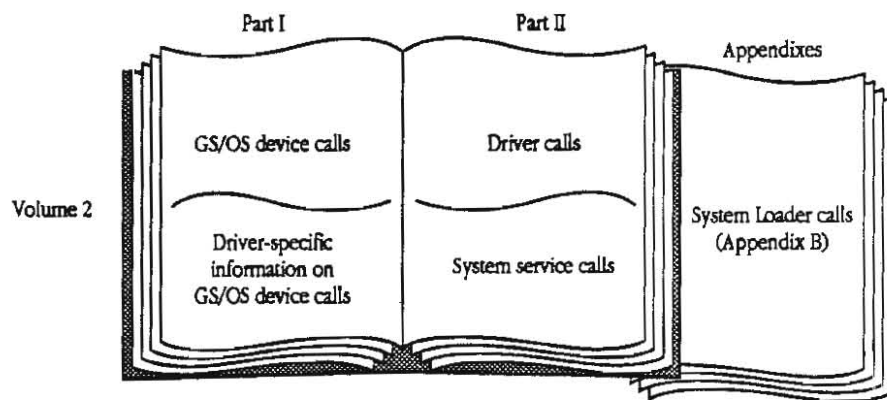 Part I
Part II
Appendixes
Volume 2
GS/OS device calls
Driver-specific
information on
GS/OS device calls
Driver calls
System service calls
System Loader calls
(Appendix B)